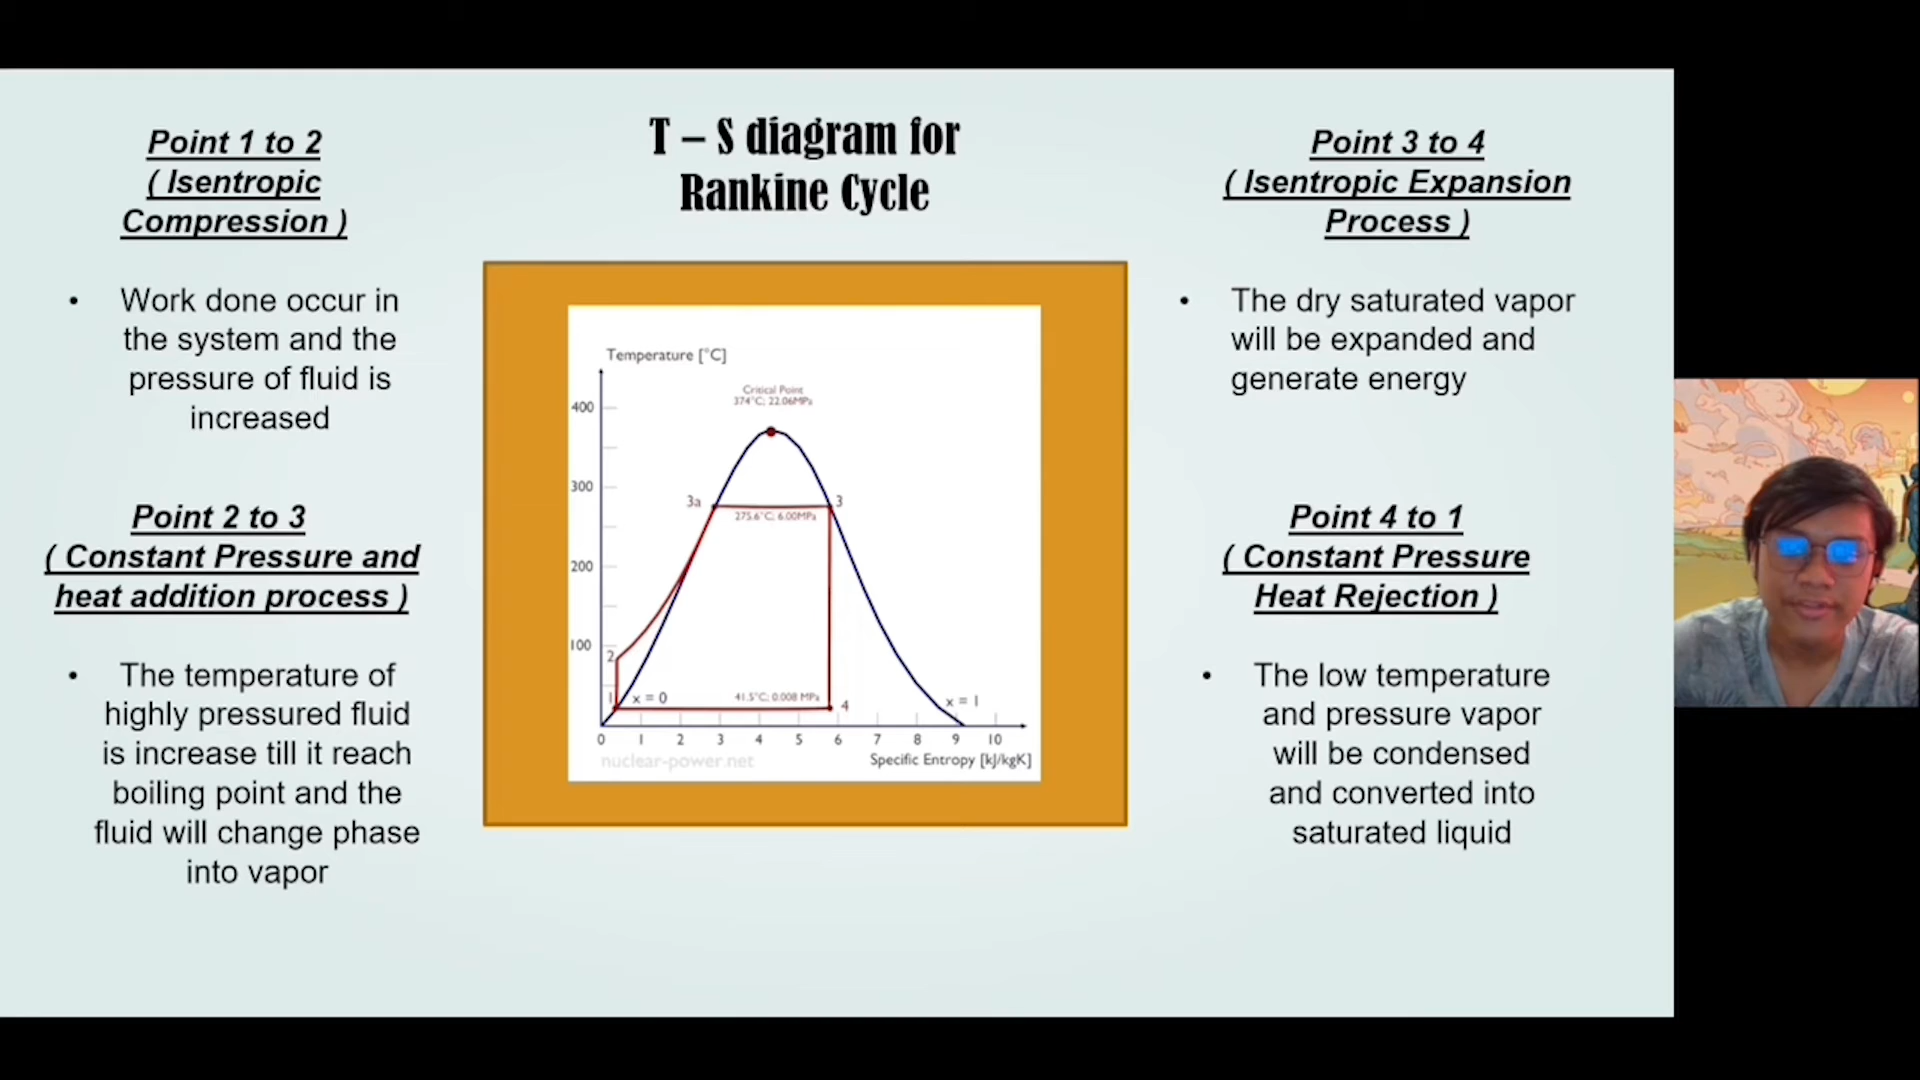 T – S diagram for
Rankine Cycle
Point 1 to 2
( Isentropic
Compression )
• Work done occur in
the system and the
pressure of fluid is
increased
Point 2 to 3
( Constant Pressure and
heat addition process )
• The temperature of
highly pressured fluid
is increase till it reach
boiling point and the
fluid will change phase
into vapor
Temperature [°C]
Critical Point
374°C; 22.06MPa
400
300
3a
3
275.6°C; 6.00MPa
200
100
2
1
x = 0
41.5°C; 0.008 MPa
4
x = 1
0 1 2 3 4 5 6 7 8 9 10
nuclear-power.net
Specific Entropy [kJ/kgK]
Point 3 to 4
( Isentropic Expansion
Process )
• The dry saturated vapor
will be expanded and
generate energy
Point 4 to 1
( Constant Pressure
Heat Rejection )
• The low temperature
and pressure vapor
will be condensed
and converted into
saturated liquid